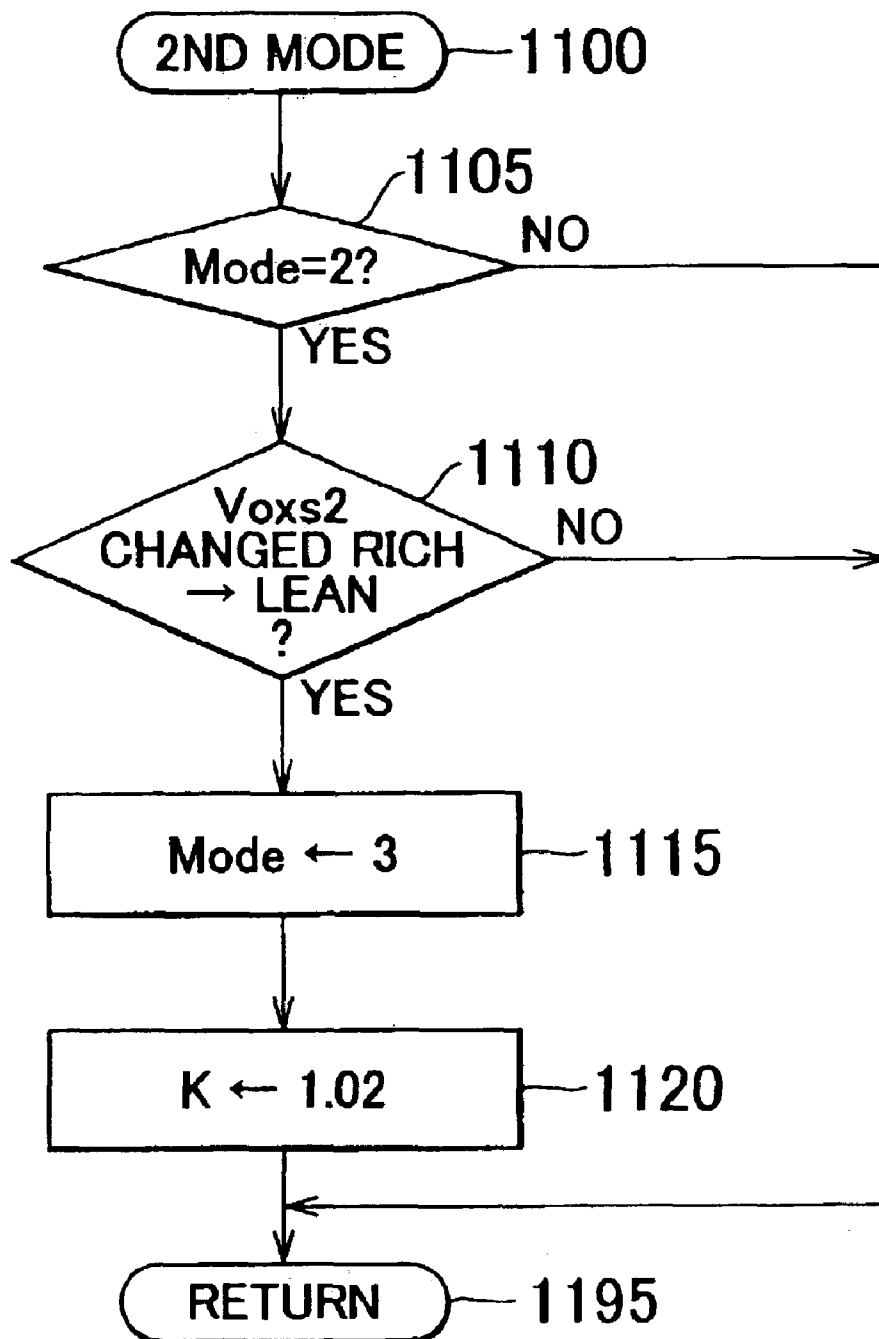 2ND MODE
1100
1105
Mode=2?
NO
YES
1110
Voxs2
CHANGED RICH
→ LEAN
?
NO
YES
Mode ← 3
1115
K ← 1.02
1120
RETURN
1195